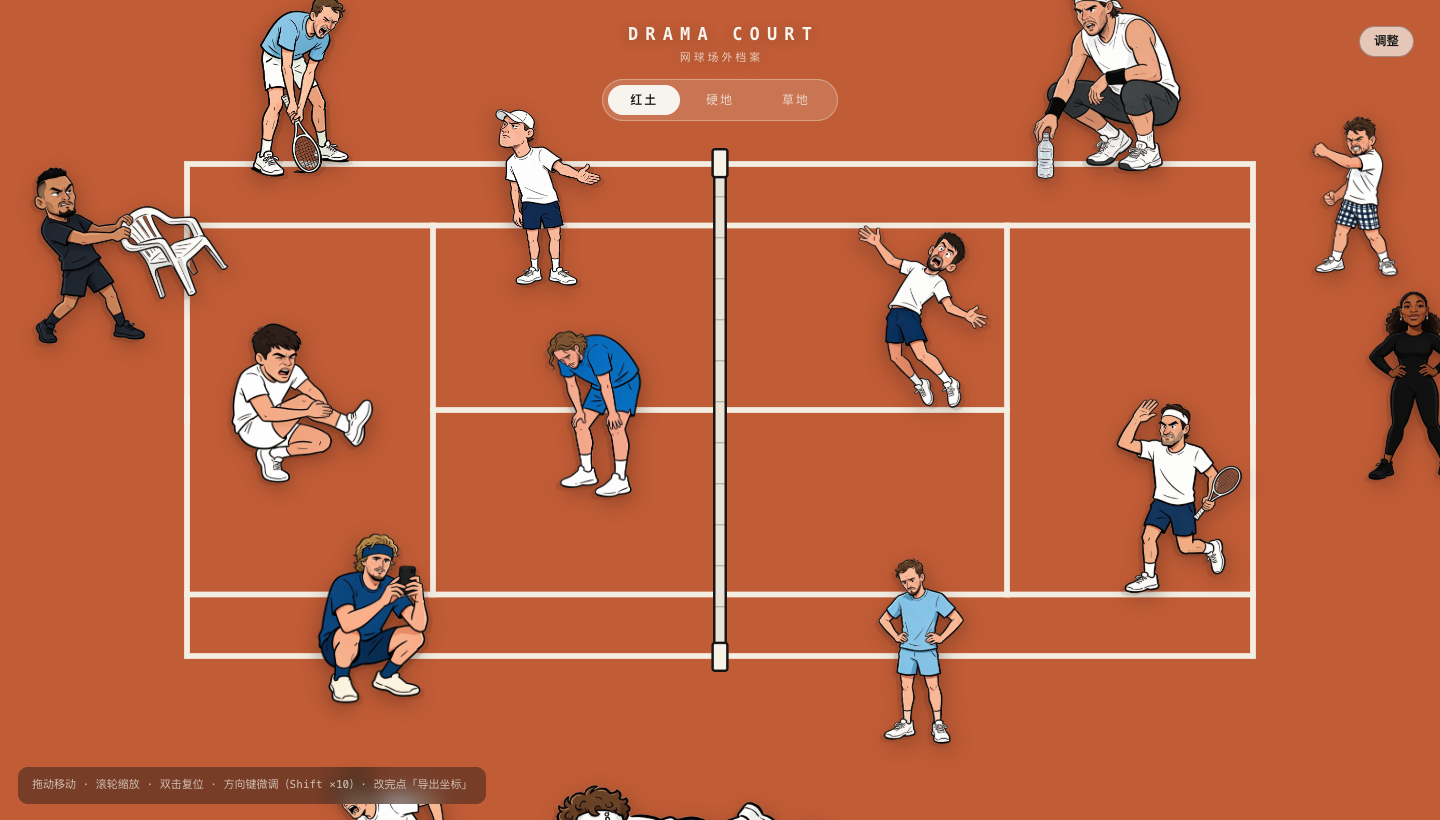 DRAMA COURT
网球场外档案
调整
红土 硬地 草地
拖动移动 · 滚轮缩放 · 双击复位 · 方向键微调 (Shift ×10) · 改完点「导出坐标」